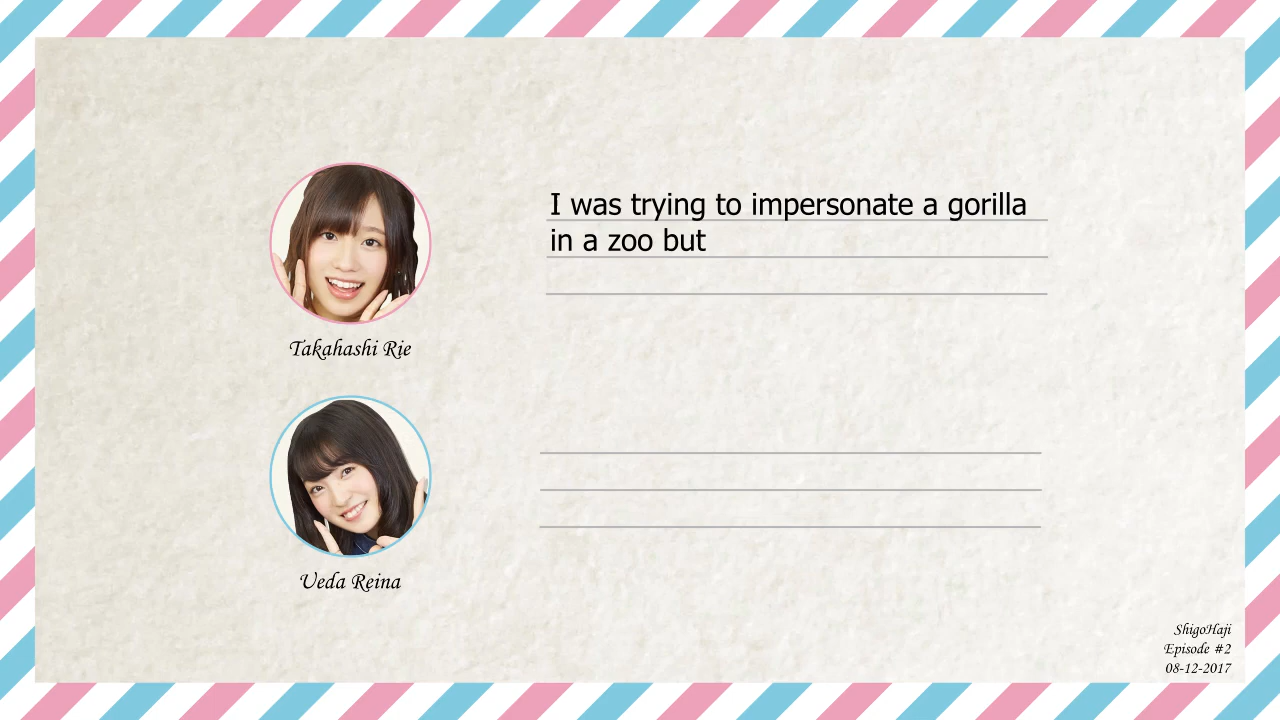 I was trying to impersonate a gorilla
in a zoo but
Takahashi Rie
Ueda Reina
ShigoHaji
Episode #2
08-12-2017